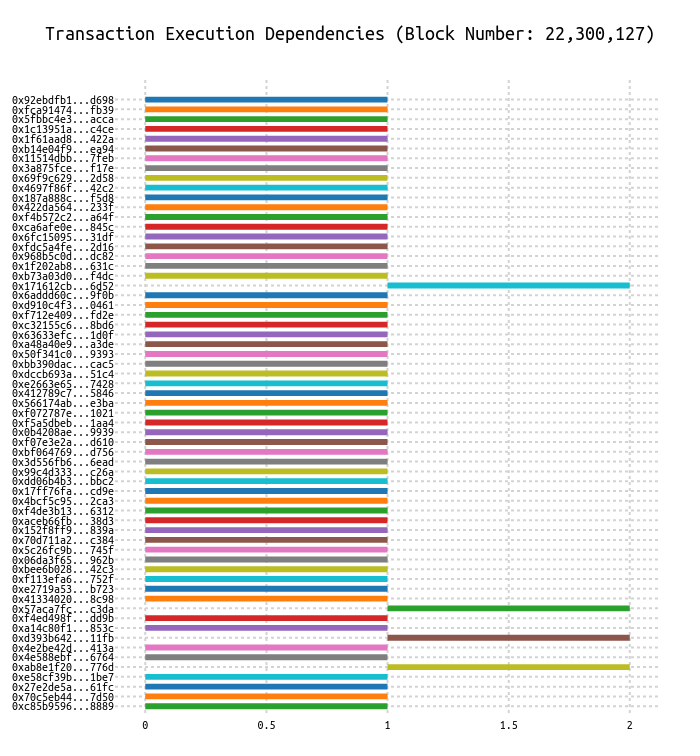 Transaction Execution Dependencies (Block Number: 22,300,127)
0x92ebdfb1...d698
0xfca91474...fb39
0x5fbbc4e3...acca
0x1c13951a...c4ce
0x1f61aad8...422a
0xb14e04f9...ea94
0x11514dbb...7feb
0x3a875fce...f17e
0x69f9c629...2d58
0x4697f86f...42c2
0x187a888c...f5d8
0x422da564...233f
0xf4b572c2...a64f
0xca6afe0e...845c
0x6fc15095...31df
0xfdc5a4fe...2d16
0x968b5c0d...dc82
0x1f202ab8...631c
0xb73a03d0...f4dc
0x171612cb...6d52
0x6addd60c...9f0b
0xd910c4f3...0461
0xf712e409...fd2e
0xc32155c6...8bd6
0x63633efc...1d0f
0xa48a40e9...a3de
0x50f341c0...9393
0xbb390dac...cac5
0xdccb693a...51c4
0xe2663e65...7428
0x412789c7...5846
0x566174ab...e3ba
0xf072787e...1021
0xf5a5dbeb...1aa4
0x0b4208ae...9939
0xf07e3e2a...d610
0xbf064769...d756
0x3d556fb6...6ead
0x99c4d333...c26a
0xdd06b4b3...bbc2
0x17ff76fa...cd9e
0x4bcf5c95...2ca3
0xf4de3b13...6312
0xaceb66fb...38d3
0x152f8ff9...839a
0x70d711a2...c384
0x5c26fc9b...745f
0x06da3f65...962b
0xbee6b028...42c3
0xf113efa6...752f
0xe2719a53...b723
0x41334020...8c98
0x57aca7fc...c3da
0xf4ed498f...dd9b
0xa14c80f1...853c
0xd393b642...11fb
0x4e2be42d...413a
0x4e588ebf...6764
0xab8e1f20...776d
0xe58cf39b...1be7
0x27e2de5a...61fc
0x70c5eb44...7d50
0xc85b9596...8889
0 0.5 1 1.5 2